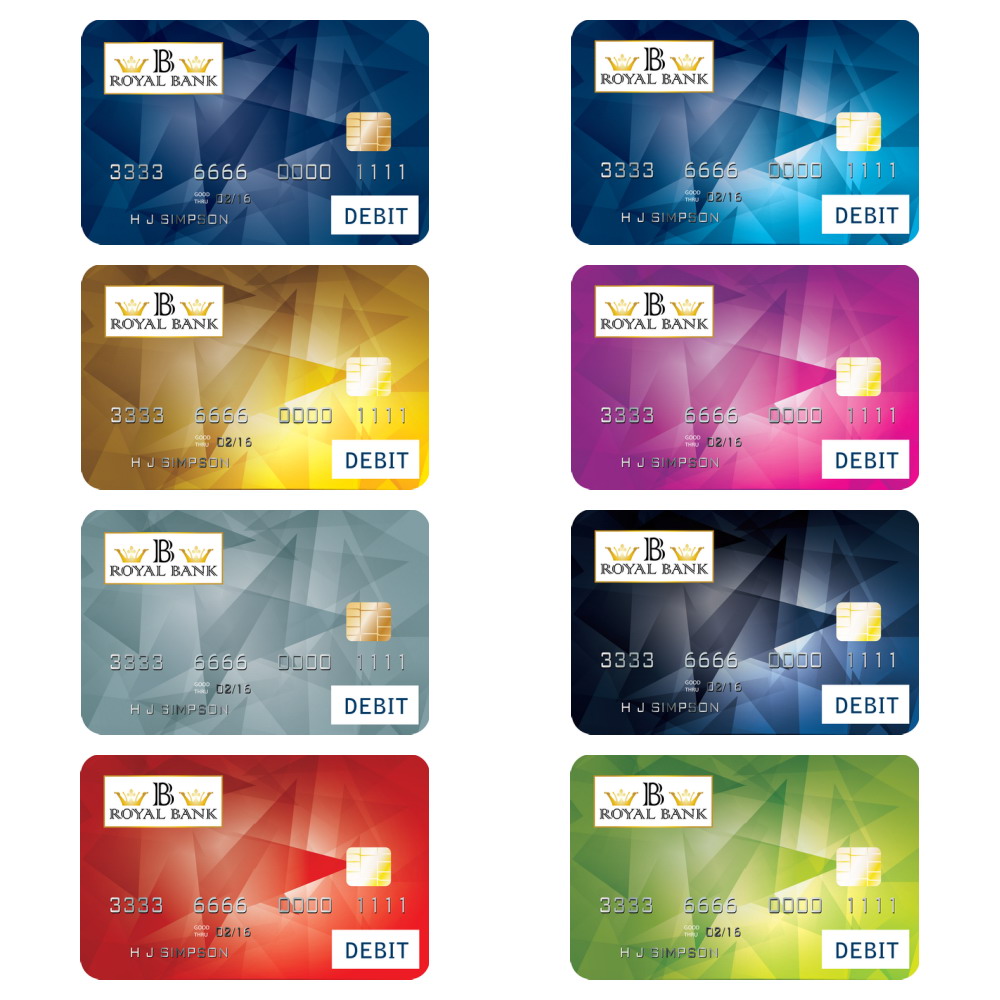 B
ROYAL BANK
3333 6666 0000 1111
GOOD THRU 02/16
H J SIMPSON
DEBIT
B
ROYAL BANK
3333 6666 0000 1111
GOOD THRU 02/16
H J SIMPSON
DEBIT
B
ROYAL BANK
3333 6666 0000 1111
GOOD THRU 02/16
H J SIMPSON
DEBIT
B
ROYAL BANK
3333 6666 0000 1111
GOOD THRU 02/16
H J SIMPSON
DEBIT
B
ROYAL BANK
3333 6666 0000 1111
GOOD THRU 02/16
H J SIMPSON
DEBIT
B
ROYAL BANK
3333 6666 0000 1111
GOOD THRU 02/16
H J SIMPSON
DEBIT
B
ROYAL BANK
3333 6666 0000 1111
GOOD THRU 02/16
H J SIMPSON
DEBIT
B
ROYAL BANK
3333 6666 0000 1111
GOOD THRU 02/16
H J SIMPSON
DEBIT